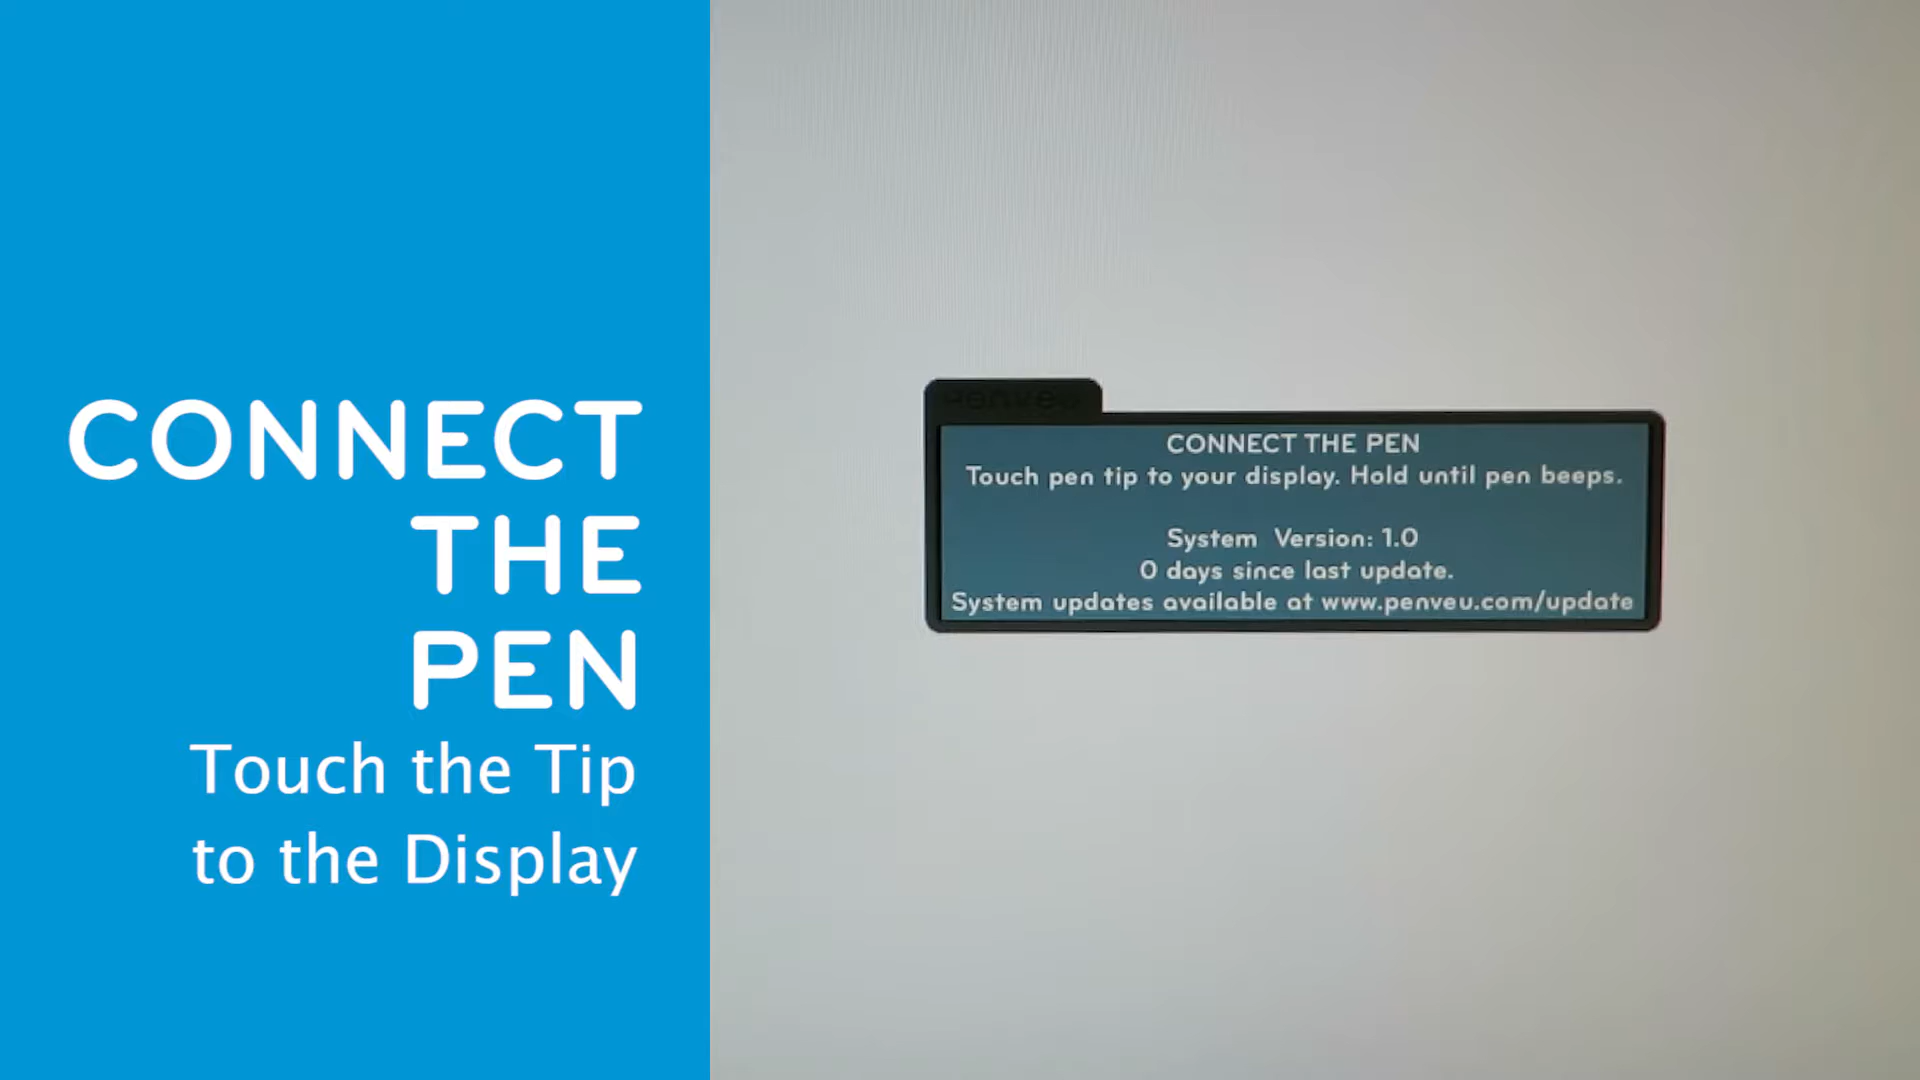 CONNECT
THE
PEN
Touch the Tip
to the Display
penveu
CONNECT THE PEN
Touch pen tip to your display. Hold until pen beeps.
System Version: 1.0
0 days since last update.
System updates available at www.penveu.com/update